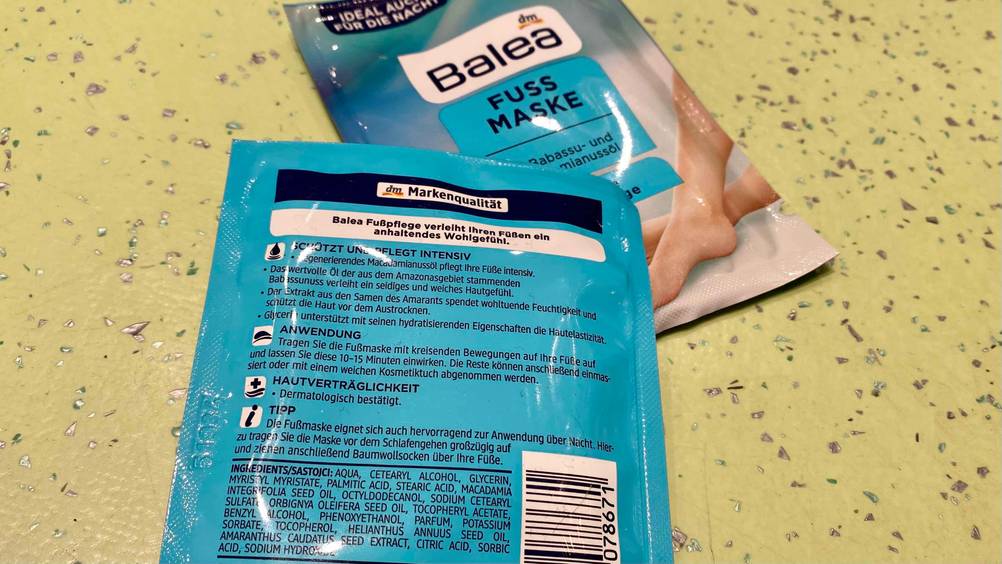 IDEAL AUCH
FÜR DIE NACHT
dm
Balea
FUSS
MASKE
Babassu- und
mianussöl
ge
dm Markenqualität
Balea Fußpflege verleiht Ihren Füßen ein
anhaltendes Wohlgefühl.
SCHÜTZT UND PFLEGT INTENSIV
• Regenerierendes Macadamianussöl pflegt Ihre Füße intensiv.
• Das wertvolle Öl der aus dem Amazonasgebiet stammenden
Babassunuss verleiht ein seidiges und weiches Hautgefühl.
• Der Extrakt aus den Samen des Amarants spendet wohltuende Feuchtigkeit und
schützt die Haut vor dem Austrocknen.
• Glycerin unterstützt mit seinen hydratisierenden Eigenschaften die Hautelastizität.
ANWENDUNG
Tragen Sie die Fußmaske mit kreisenden Bewegungen auf Ihre Füße auf
und lassen Sie diese 10-15 Minuten einwirken. Die Reste können anschließend einmas-
siert oder mit einem weichen Kosmetiktuch abgenommen werden.
HAUTVERTRÄGLICHKEIT
• Dermatologisch bestätigt.
TIPP
Die Fußmaske eignet sich auch hervorragend zur Anwendung über Nacht. Hier-
zu tragen Sie die Maske vor dem Schlafengehen großzügig auf
und ziehen anschließend Baumwollsocken über Ihre Füße.
INGREDIENTS/SASTOJCI: AQUA, CETEARYL ALCOHOL, GLYCERIN,
MYRISTYL MYRISTATE, PALMITIC ACID, STEARIC ACID, MACADAMIA
INTEGRIFOLIA SEED OIL, OCTYLDODECANOL, SODIUM CETEARYL
SULFATE, ORBIGNYA OLEIFERA SEED OIL, TOCOPHERYL ACETATE,
BENZYL ALCOHOL, PHENOXYETHANOL, PARFUM, POTASSIUM
SORBATE, TOCOPHEROL, HELIANTHUS ANNUUS SEED OIL,
AMARANTHUS CAUDATUS SEED EXTRACT, CITRIC ACID, SORBIC
ACID, SODIUM HYDROXIDE
078671